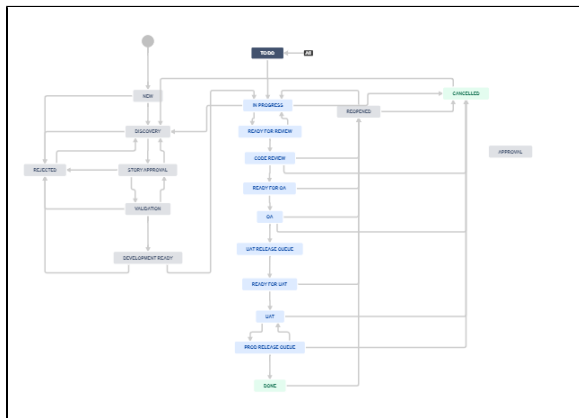 TO DO
All
NEW
CANCELLED
IN PROGRESS
REOPENED
DISCOVERY
READY FOR REVIEW
APPROVAL
CODE REVIEW
REJECTED
STORY APPROVAL
READY FOR QA
VALIDATION
QA
UAT RELEASE QUEUE
DEVELOPMENT READY
READY FOR UAT
UAT
PROD RELEASE QUEUE
DONE